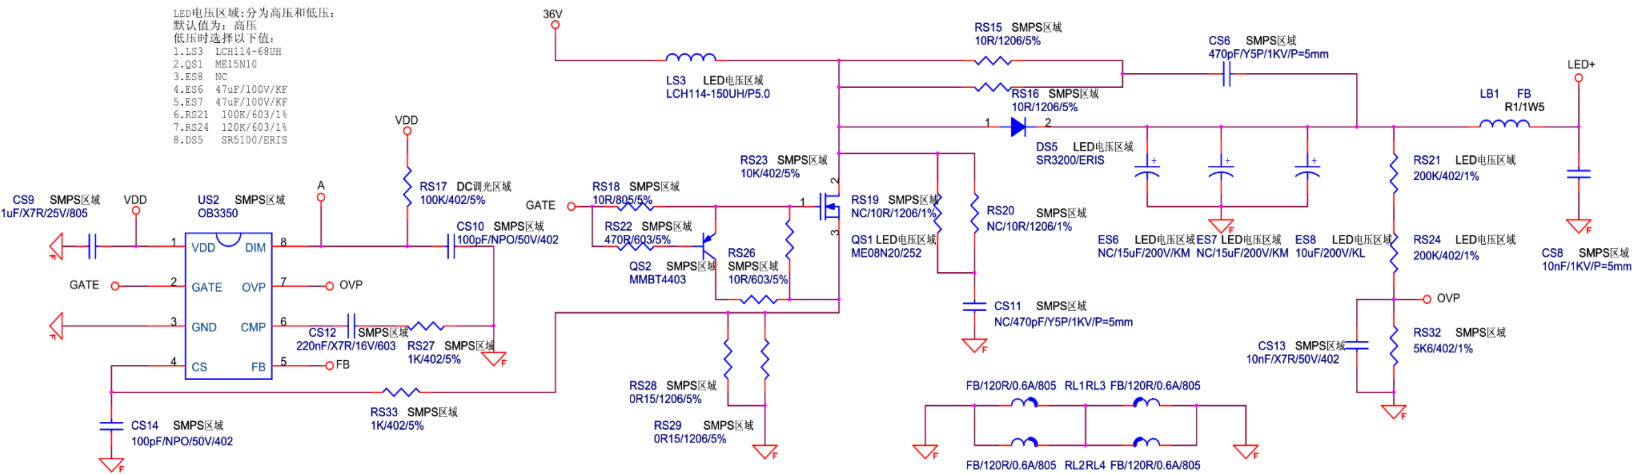 LED电压区域;分为高压和低压:
默认值为: 高压
低压时选择以下值:
1.LS3 LCH114-68UH
2.QS1 ME15N10
3.ES8 NC
4.ES6 47uF/100V/KF
5.ES7 47uF/100V/KF
6.RS21 100K/603/1%
7.RS24 120K/603/1%
8.DS5 SR5100/ERIS
36V
LS3 LED电压区域
LCH114-150UH/P5.0
RS15 SMPS区域
10R/1206/5%
RS16 SMPS区域
10R/1206/5%
CS6 SMPS区域
470pF/Y5P/1KV/P=5mm
LED+
LB1 FB
R1/1W5
1
2
DS5 LED电压区域
SR3200/ERIS
VDD
RS17 DC调光区域
100K/402/5%
CS9 SMPS区域
1uF/X7R/25V/805
VDD
US2 SMPS区域
OB3350
A
CS10 SMPS区域
100pF/NPO/50V/402
1 VDD DIM 8
GATE 2 GATE OVP 7 OVP
3 GND CMP 6
4 CS FB 5 FB
CS12 SMPS区域
220nF/X7R/16V/603
RS27 SMPS区域
1K/402/5%
F
F
F
RS33 SMPS区域
1K/402/5%
CS14 SMPS区域
100pF/NPO/50V/402
F
GATE
RS18 SMPS区域
10R/805/5%
RS22 SMPS区域
470R/603/5%
QS2 SMPS区域
MMBT4403
RS23 SMPS区域
10K/402/5%
RS26
SMPS区域
10R/603/5%
2
1
3
RS19 SMPS区域
NC/10R/1206/1%
QS1 LED电压区域
ME08N20/252
RS20 SMPS区域
NC/10R/1206/1%
CS11 SMPS区域
NC/470pF/Y5P/1KV/P=5mm
F
RS28 SMPS区域
0R15/1206/5%
RS29 SMPS区域
0R15/1206/5%
F
ES6 LED电压区域
NC/15uF/200V/KM
ES7 LED电压区域
NC/15uF/200V/KM
ES8 LED电压区域
10uF/200V/KL
F
RS21 LED电压区域
200K/402/1%
RS24 LED电压区域
200K/402/1%
OVP
RS32 SMPS区域
5K6/402/1%
CS13 SMPS区域
10nF/X7R/50V/402
F
CS8 SMPS区域
10nF/1KV/P=5mm
F
FB/120R/0.6A/805 RL1RL3 FB/120R/0.6A/805
FB/120R/0.6A/805 RL2RL4 FB/120R/0.6A/805
F
F